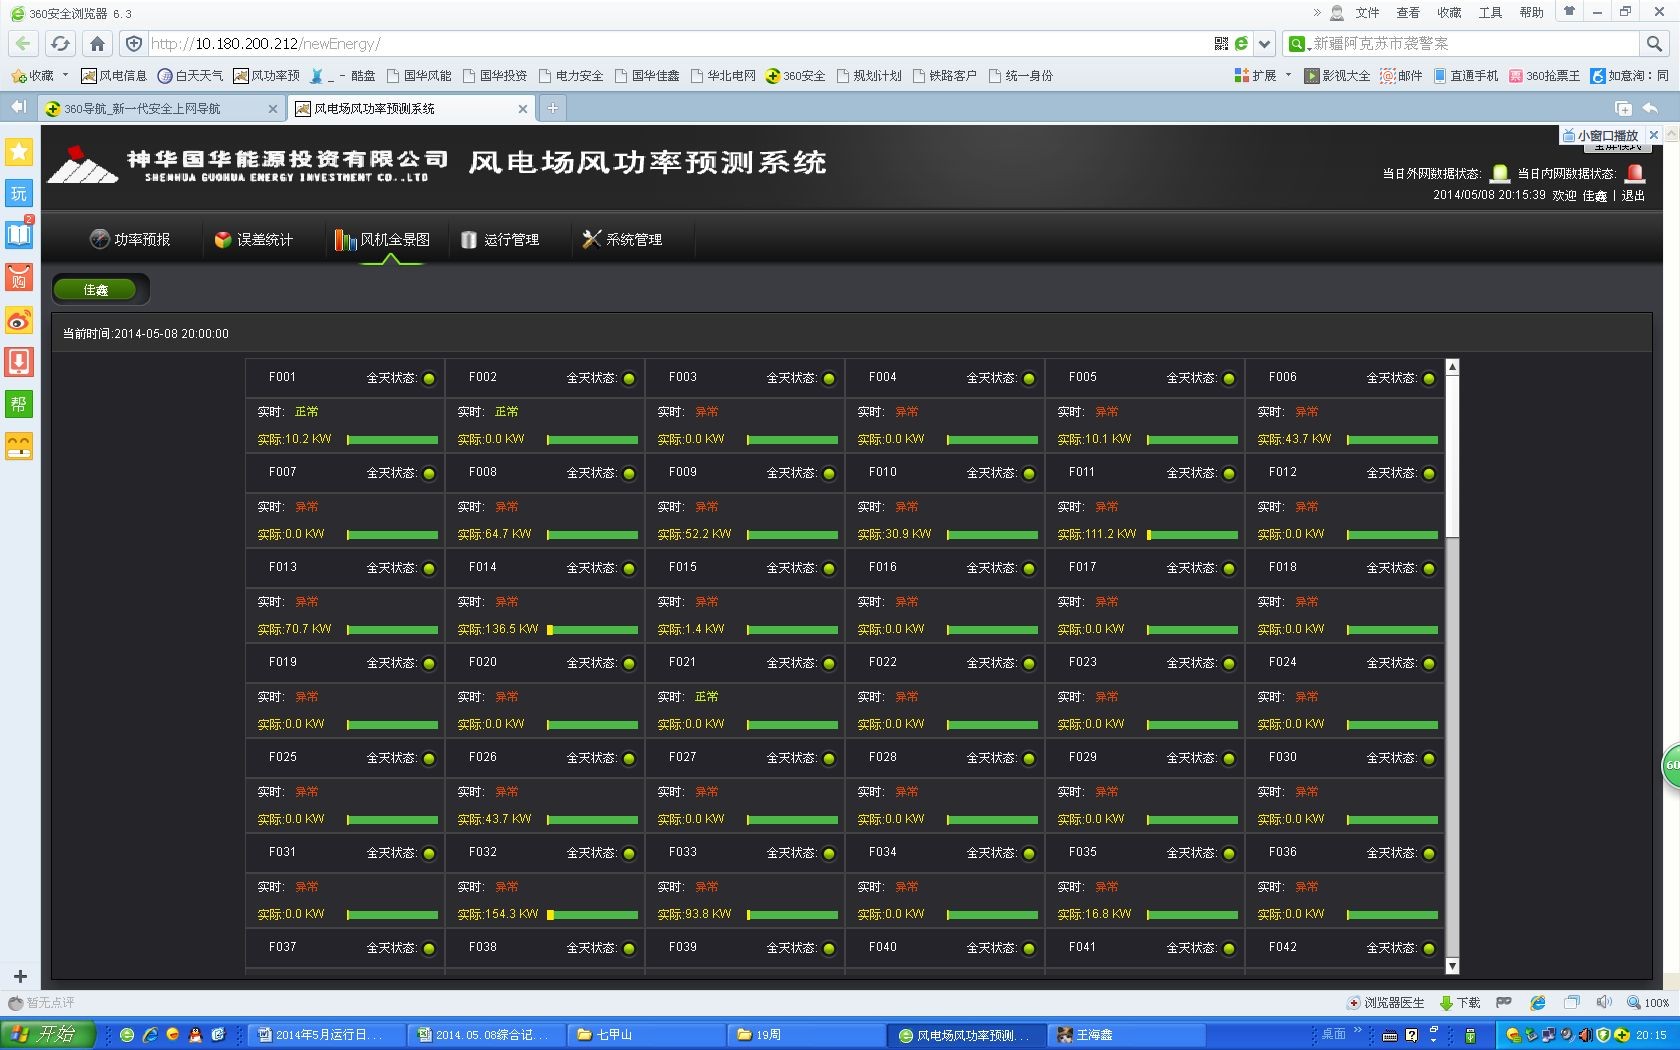 360安全浏览器 6.3
» 文件 查看 收藏 工具 帮助
http://10.180.200.212/newEnergy/
新疆阿克苏市袭警案
收藏 风电信息 白天天气 风功率预 _ - 酷盘 国华风能 国华投资 电力安全 国华佳鑫 华北电网 360安全 规划计划 铁路客户 统一身份
扩展 影视大全 邮件 直通手机 票 360抢票王 如意淘：同
360导航_新一代安全上网导航
风电场风功率预测系统
小窗口播放
玩
2
购
帮
神华国华能源投资有限公司
SHENHUA GUOHUA ENERGY INVESTMENT CO.,LTD
风电场风功率预测系统
当日外网数据状态: 当日内网数据状态:
2014/05/08 20:15:39 欢迎 佳鑫 | 退出
功率预报 误差统计 风机全景图 运行管理 系统管理
佳鑫
当前时间:2014-05-08 20:00:00
F001 全天状态: F002 全天状态: F003 全天状态: F004 全天状态: F005 全天状态: F006 全天状态:
实时: 正常 实时: 正常 实时: 异常 实时: 异常 实时: 异常 实时: 异常
实际:10.2 KW 实际:0.0 KW 实际:0.0 KW 实际:0.0 KW 实际:10.1 KW 实际:43.7 KW
F007 全天状态: F008 全天状态: F009 全天状态: F010 全天状态: F011 全天状态: F012 全天状态:
实时: 异常 实时: 异常 实时: 异常 实时: 异常 实时: 异常 实时: 异常
实际:0.0 KW 实际:64.7 KW 实际:52.2 KW 实际:30.9 KW 实际:111.2 KW 实际:0.0 KW
F013 全天状态: F014 全天状态: F015 全天状态: F016 全天状态: F017 全天状态: F018 全天状态:
实时: 异常 实时: 异常 实时: 异常 实时: 异常 实时: 异常 实时: 异常
实际:70.7 KW 实际:136.5 KW 实际:1.4 KW 实际:0.0 KW 实际:0.0 KW 实际:0.0 KW
F019 全天状态: F020 全天状态: F021 全天状态: F022 全天状态: F023 全天状态: F024 全天状态:
实时: 异常 实时: 异常 实时: 正常 实时: 异常 实时: 异常 实时: 异常
实际:0.0 KW 实际:0.0 KW 实际:0.0 KW 实际:0.0 KW 实际:0.0 KW 实际:0.0 KW
F025 全天状态: F026 全天状态: F027 全天状态: F028 全天状态: F029 全天状态: F030 全天状态:
实时: 异常 实时: 异常 实时: 异常 实时: 异常 实时: 异常 实时: 异常
实际:0.0 KW 实际:43.7 KW 实际:0.0 KW 实际:0.0 KW 实际:0.0 KW 实际:0.0 KW
F031 全天状态: F032 全天状态: F033 全天状态: F034 全天状态: F035 全天状态: F036 全天状态:
实时: 异常 实时: 异常 实时: 异常 实时: 异常 实时: 异常 实时: 异常
实际:0.0 KW 实际:154.3 KW 实际:93.8 KW 实际:0.0 KW 实际:16.8 KW 实际:0.0 KW
F037 全天状态: F038 全天状态: F039 全天状态: F040 全天状态: F041 全天状态: F042 全天状态:
60
暂无点评
浏览器医生 下载 100%
开始 2014年5月运行日... 2014.05.08综合记... 七甲山 19周 风电场风功率预测... 王海鑫 桌面 » 20:15